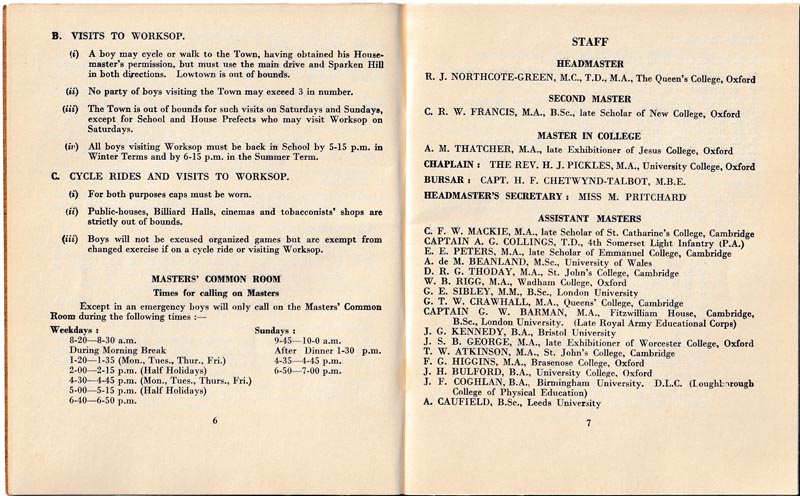 B. VISITS TO WORKSOP.
(i) A boy may cycle or walk to the Town, having obtained his House-
master's permission, but must use the main drive and Sparken Hill
in both directions. Lowtown is out of bounds.
(ii) No party of boys visiting the Town may exceed 3 in number.
(iii) The Town is out of bounds for such visits on Saturdays and Sundays,
except for School and House Prefects who may visit Worksop on
Saturdays.
(iv) All boys visiting Worksop must be back in School by 5-15 p.m. in
Winter Terms and by 6-15 p.m. in the Summer Term.
C. CYCLE RIDES AND VISITS TO WORKSOP.
(i) For both purposes caps must be worn.
(ii) Public-houses, Billiard Halls, cinemas and tobacconists' shops are
strictly out of bounds.
(iii) Boys will not be excused organized games but are exempt from
changed exercise if on a cycle ride or visiting Worksop.
MASTERS' COMMON ROOM
Times for calling on Masters
Except in an emergency boys will only call on the Masters' Common
Room during the following times :—
Weekdays :
8-20—8-30 a.m.
During Morning Break
1-20—1-35 (Mon., Tues., Thur., Fri.)
2-00—2-15 p.m. (Half Holidays)
4-30—4-45 p.m. (Mon., Tues., Thurs., Fri.)
5-00—5-15 p.m. (Half Holidays)
6-40—6-50 p.m.
Sundays :
9-45—10-0 a.m.
After Dinner 1-30 p.m.
4-35—4-45 p.m.
6-50—7-00 p.m.
6
STAFF
HEADMASTER
R. J. NORTHCOTE-GREEN, M.C., T.D., M.A., The Queen's College, Oxford
SECOND MASTER
C. R. W. FRANCIS, M.A., B.Sc., late Scholar of New College, Oxford
MASTER IN COLLEGE
A. M. THATCHER, M.A., late Exhibitioner of Jesus College, Oxford
CHAPLAIN : THE REV. H. J. PICKLES, M.A., University College, Oxford
BURSAR : CAPT. H. F. CHETWYND-TALBOT, M.B.E.
HEADMASTER'S SECRETARY : MISS M. PRITCHARD
ASSISTANT MASTERS
C. F. W. MACKIE, M.A., late Scholar of St. Catharine's College, Cambridge
CAPTAIN A. G. COLLINGS, T.D., 4th Somerset Light Infantry (P.A.)
E. E. PETERS, M.A., late Scholar of Emmanuel College, Cambridge
A. de M. BEANLAND, M.Sc., University of Wales
D. R. G. THODAY, M.A., St. John's College, Cambridge
W. B. RIGG, M.A., Wadham College, Oxford
G. E. SIBLEY, M.M., B.Sc., London University
G. T. W. CRAWHALL, M.A., Queens' College, Cambridge
CAPTAIN G. W. BARMAN, M.A., Fitzwilliam House, Cambridge,
B.Sc., London University. (Late Royal Army Educational Corps)
J. G. KENNEDY, B.A., Bristol University
J. S. B. GEORGE, M.A., late Exhibitioner of Worcester College, Oxford
T. W. ATKINSON, M.A., St. John's College, Cambridge
F. G. HIGGINS, M.A., Brasenose College, Oxford
J. H. BULFORD, B.A., University College, Oxford
J. F. COGHLAN, B.A., Birmingham University. D.L.C. (Loughborough
College of Physical Education)
A. CAUFIELD, B.Sc., Leeds University
7